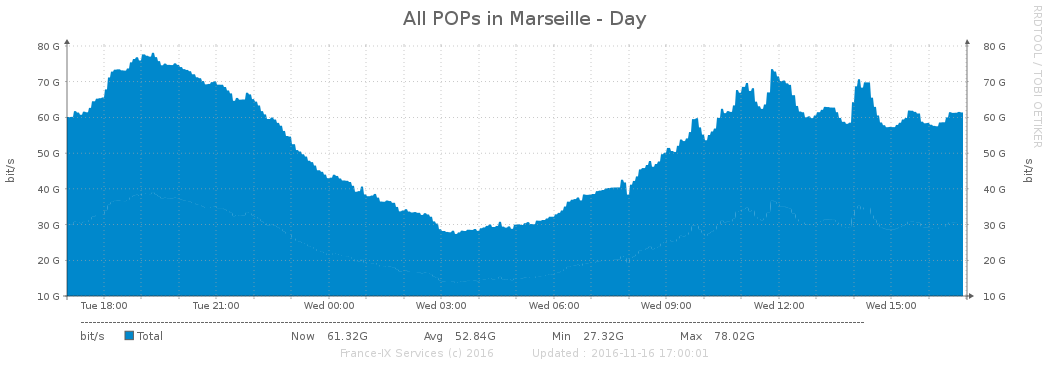 All POPs in Marseille - Day
RRDTOOL / TOBI OETIKER
bit/s
80 G
70 G
60 G
50 G
40 G
30 G
20 G
10 G
80 G
70 G
60 G
50 G
40 G
30 G
20 G
10 G
bit/s
Tue 18:00 Tue 21:00 Wed 00:00 Wed 03:00 Wed 06:00 Wed 09:00 Wed 12:00 Wed 15:00
bit/s Total Now 61.32G Avg 52.84G Min 27.32G Max 78.02G
France-IX Services (c) 2016 Updated : 2016-11-16 17:00:01